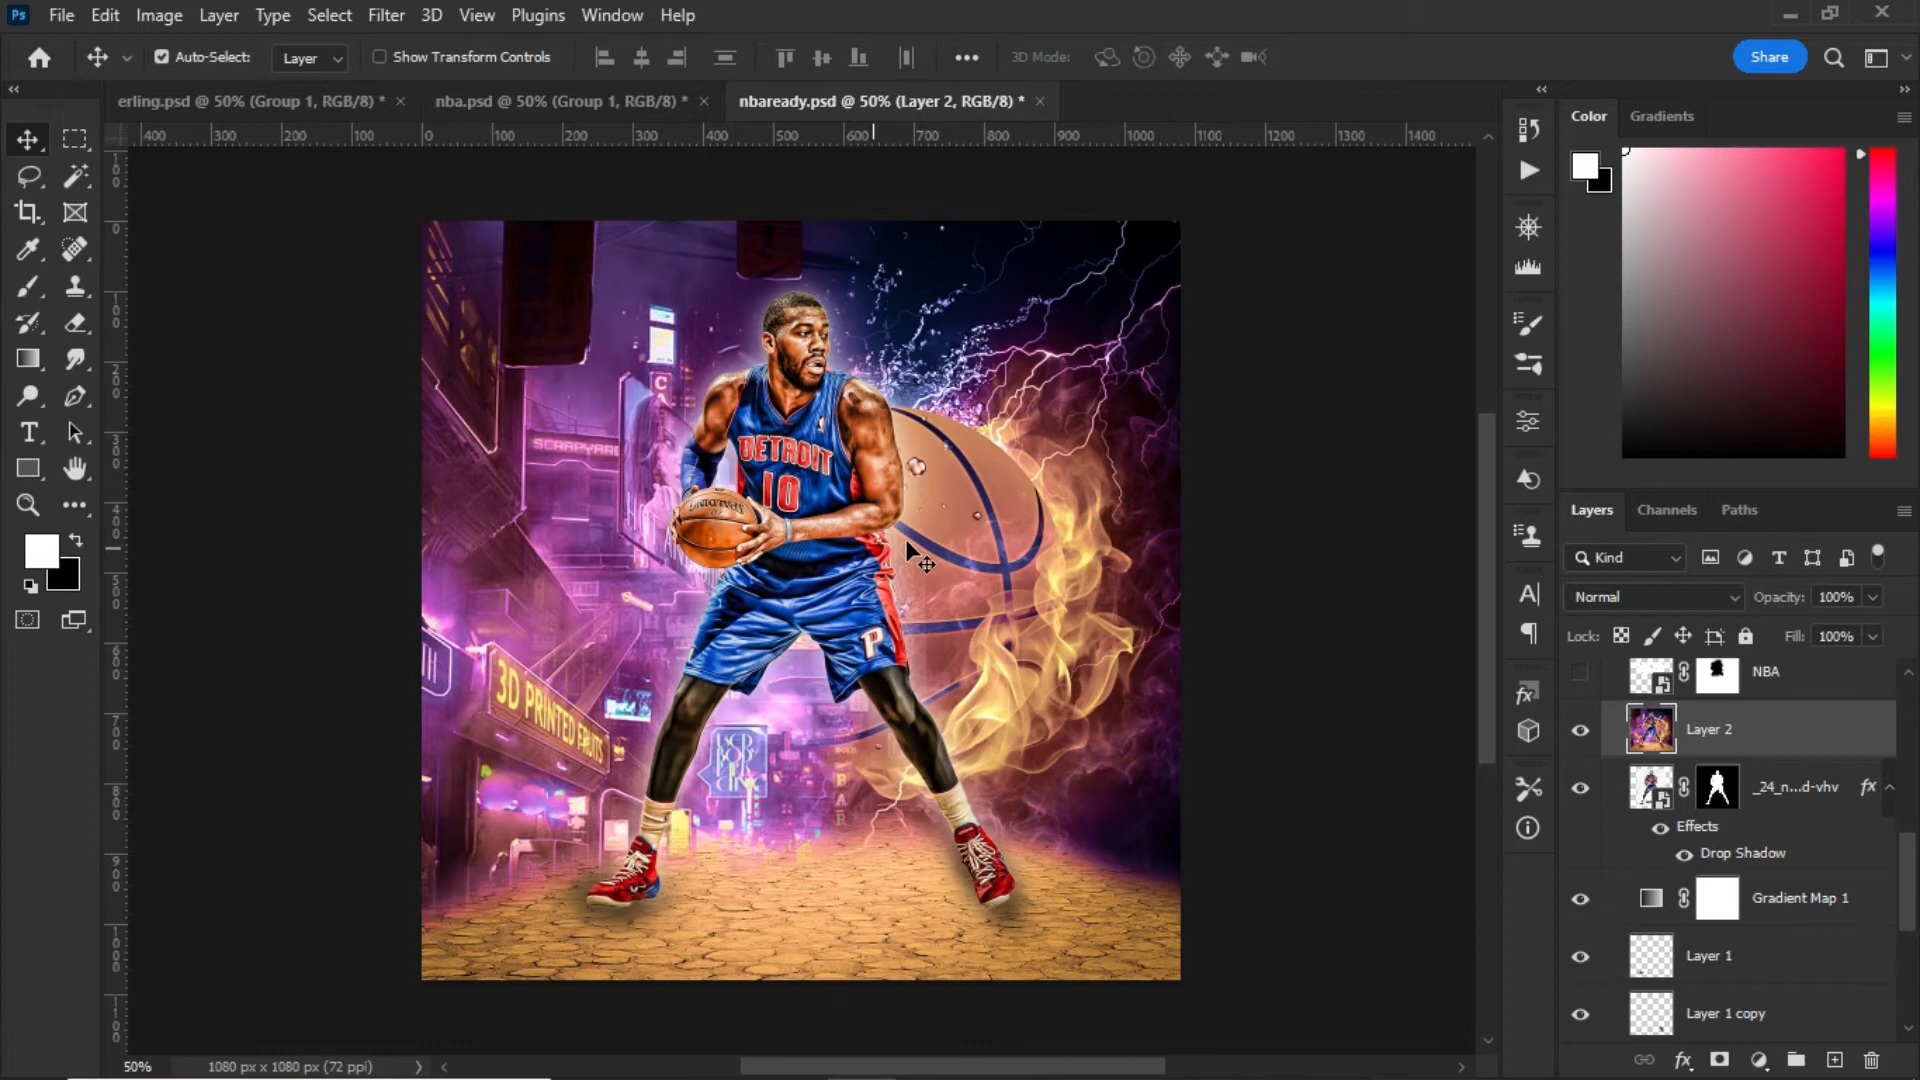 Ps File Edit Image Layer Type Select Filter 3D View Plugins Window Help
Auto-Select: Layer Show Transform Controls 3D Mode: Share
erling.psd @ 50% (Group 1, RGB/8) * nba.psd @ 50% (Group 1, RGB/8) * nbaready.psd @ 50% (Layer 2, RGB/8) *
400 300 200 100 0 100 200 300 400 500 600 700 800 900 1000 1100 1200 1300 1400
Color Gradients
SCRAPYARD
DETROIT
10
SPALDING
P
3D PRINTED FRUITS
BAR
Layers Channels Paths
Kind
Normal Opacity: 100%
Lock: Fill: 100%
NBA
Layer 2
_24_n...d-vhv fx
Effects
Drop Shadow
Gradient Map 1
Layer 1
Layer 1 copy
50% 1080 px x 1080 px (72 ppi)